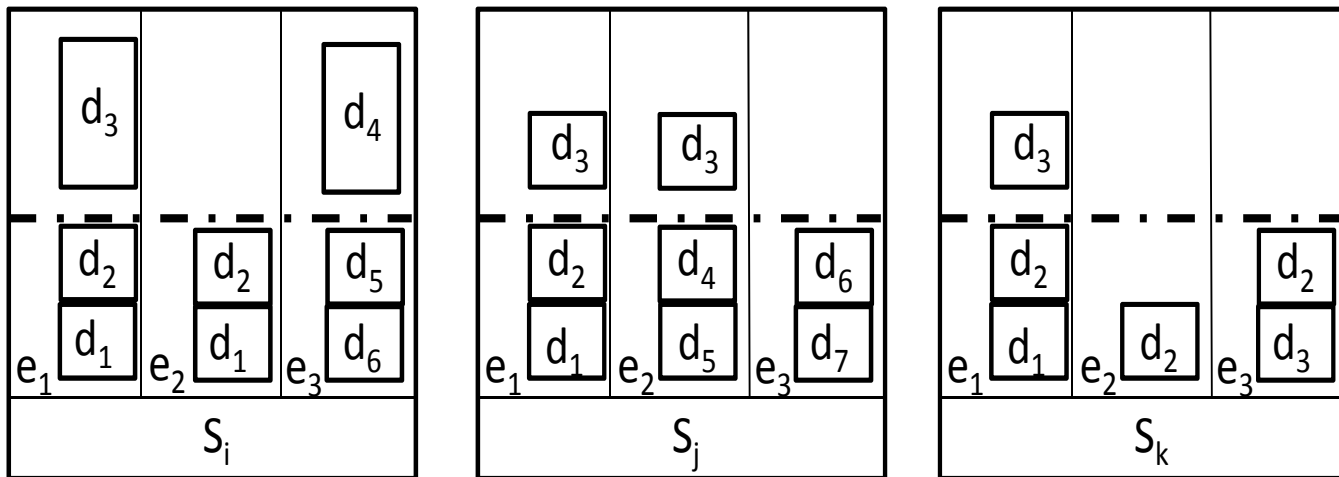 d3 d4
d2 d2 d5
d1 d1 d6
e1 e2 e3
Si
d3 d3
d2 d4 d6
d1 d5 d7
e1 e2 e3
Sj
d3
d2 d2
d1 d2 d3
e1 e2 e3
Sk